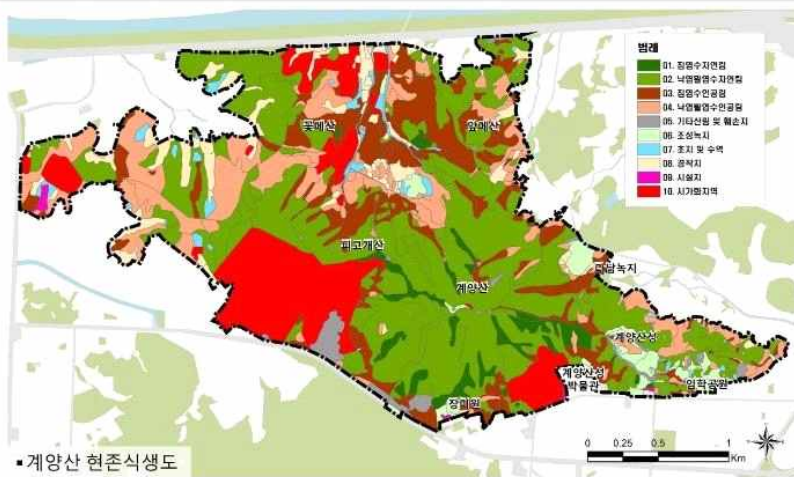 범례
01. 침엽수자연림
02. 낙엽활엽수자연림
03. 침엽수인공림
04. 낙엽활엽수인공림
05. 기타산림 및 훼손지
06. 조성녹지
07. 초지 및 수역
08. 경작지
09. 시설지
10. 시가화지역
꽃메산
앞메산
피고개산
계양산
다남녹지
계양산성
계양산성
박물관
임학공원
장미원
0 0.25 0.5 1
Km
▪ 계양산 현존식생도